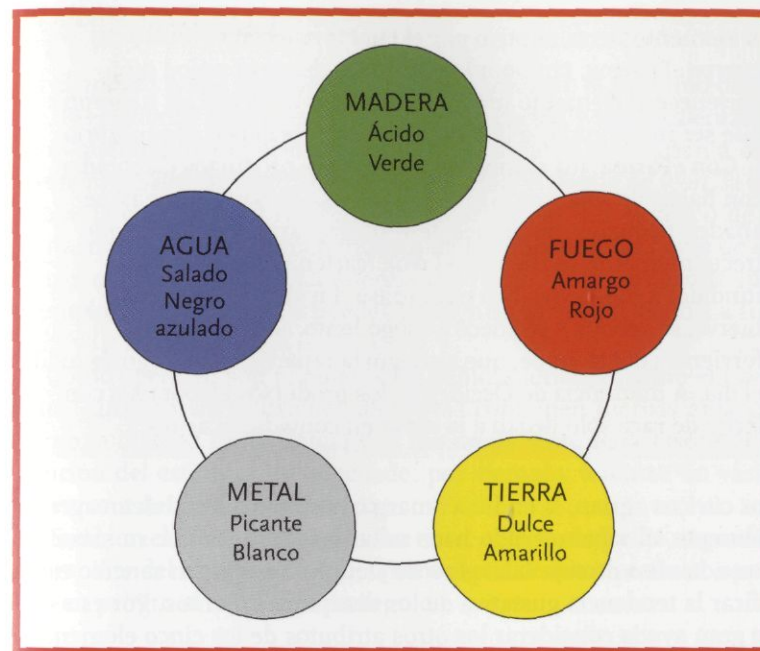 MADERA
Ácido
Verde
FUEGO
Amargo
Rojo
TIERRA
Dulce
Amarillo
METAL
Picante
Blanco
AGUA
Salado
Negro
azulado